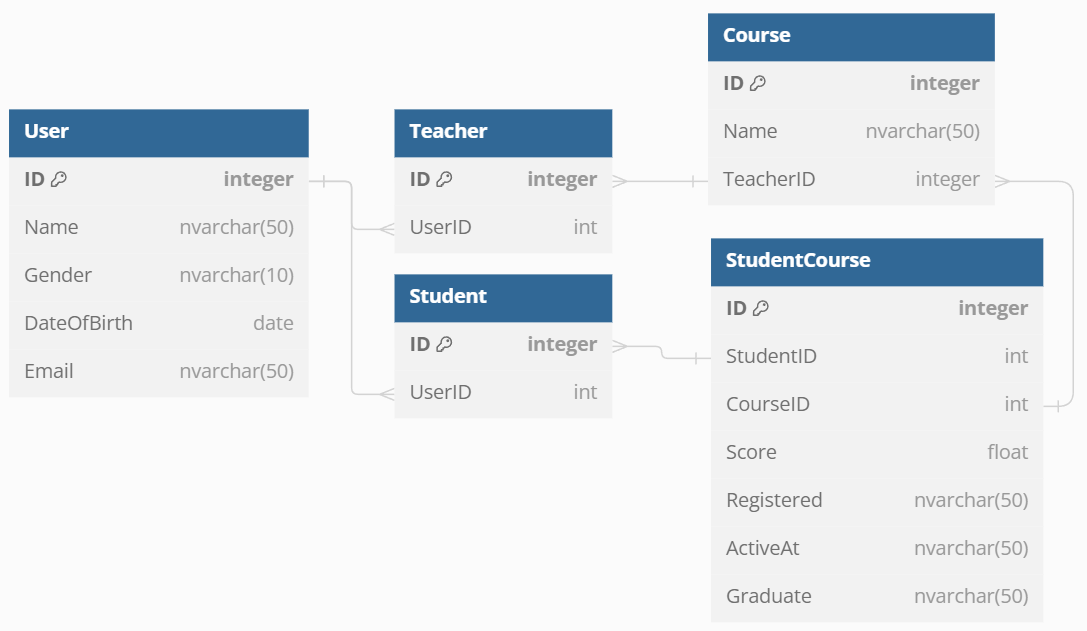 User
ID integer
Name nvarchar(50)
Gender nvarchar(10)
DateOfBirth date
Email nvarchar(50)
Teacher
ID integer
UserID int
Student
ID integer
UserID int
Course
ID integer
Name nvarchar(50)
TeacherID integer
StudentCourse
ID integer
StudentID int
CourseID int
Score float
Registered nvarchar(50)
ActiveAt nvarchar(50)
Graduate nvarchar(50)